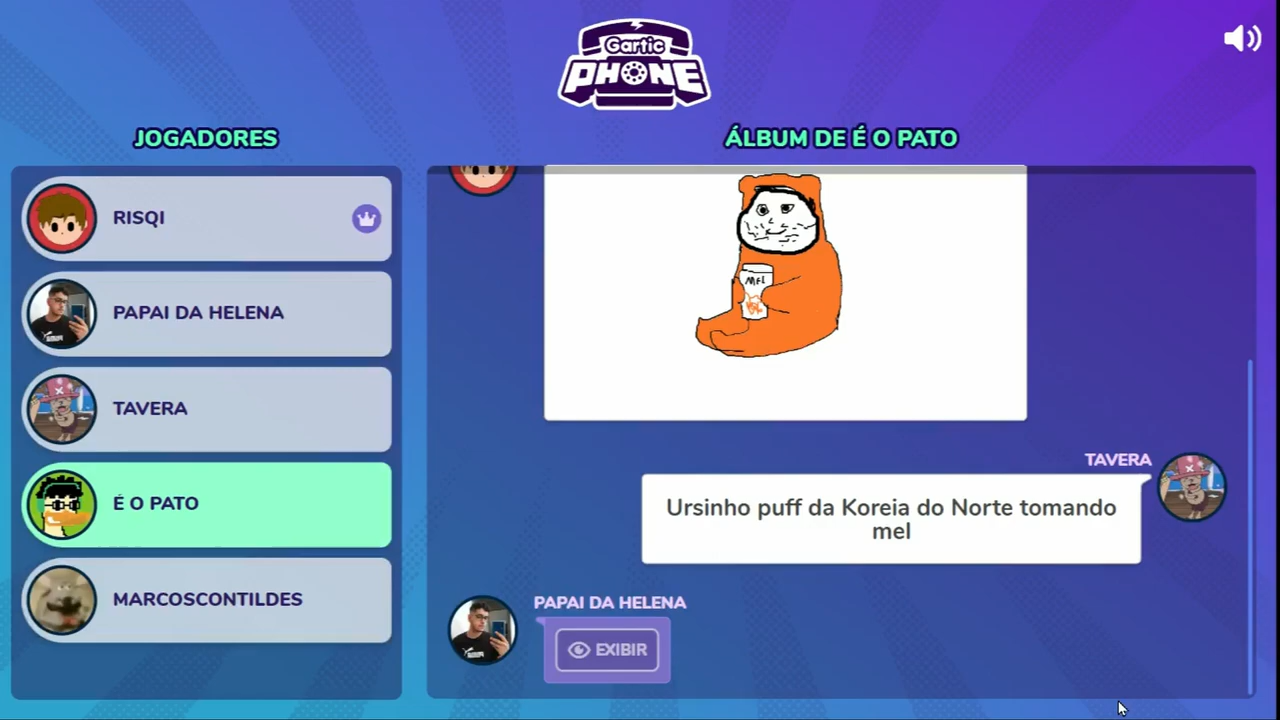 Gartic
PHONE
JOGADORES
ÁLBUM DE É O PATO
RISQI
PAPAI DA HELENA
TAVERA
É O PATO
MARCOSCONTILDES
MEL
TAVERA
Ursinho puff da Koreia do Norte tomando
mel
PAPAI DA HELENA
EXIBIR